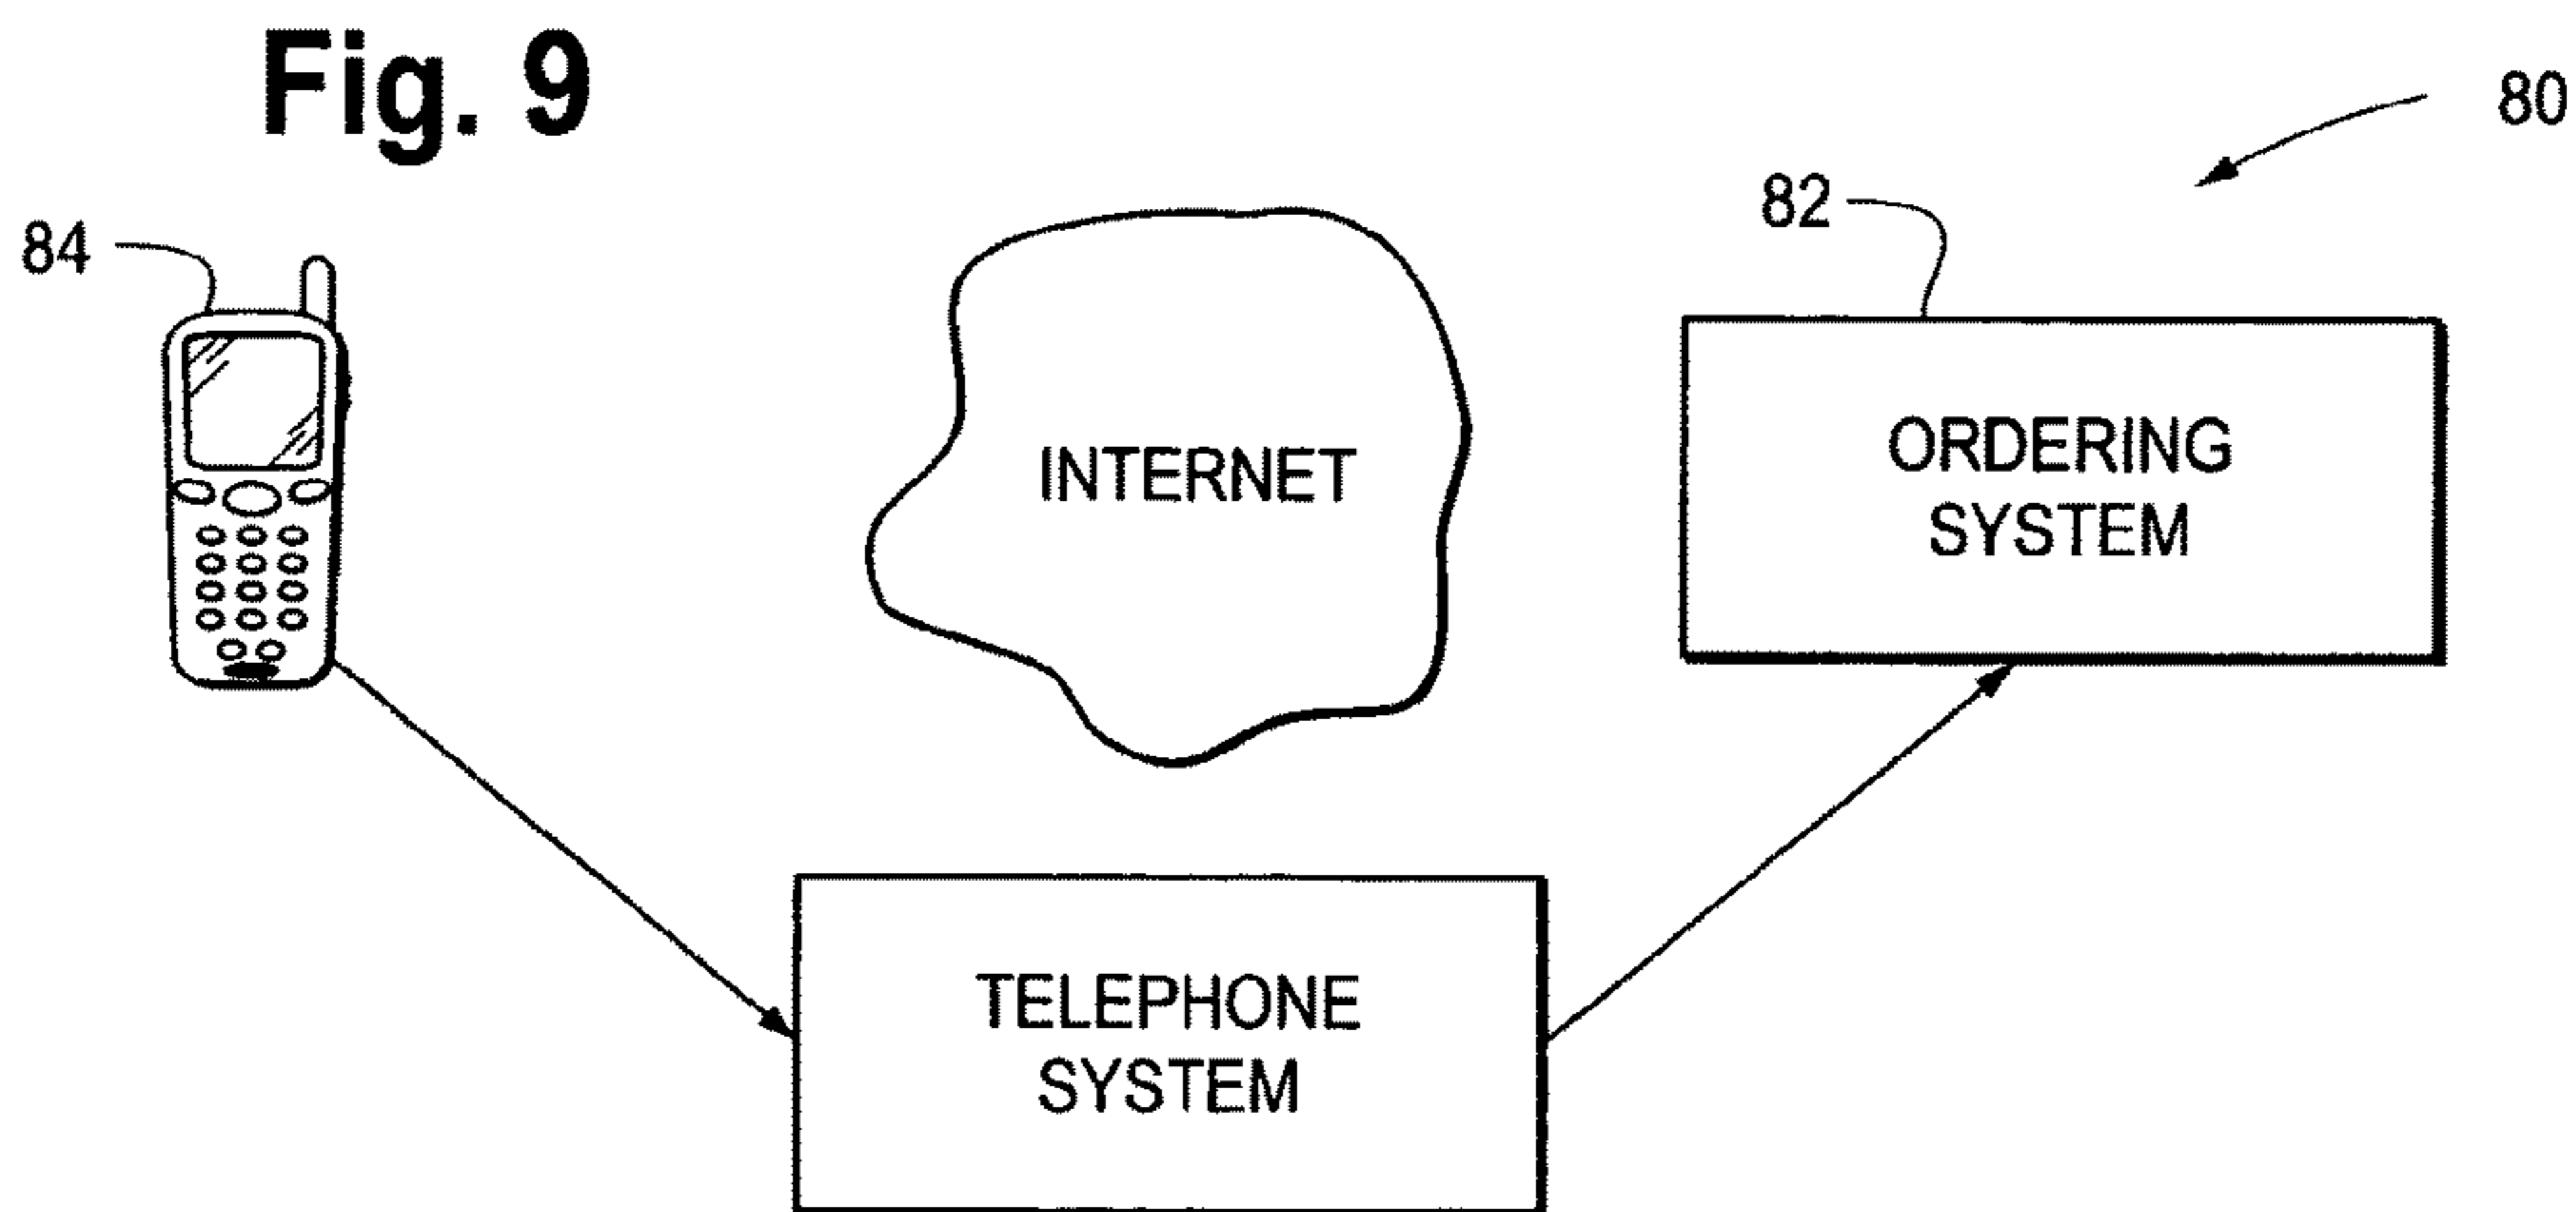 Fig. 9
80
82
84
INTERNET
ORDERING
SYSTEM
TELEPHONE
SYSTEM